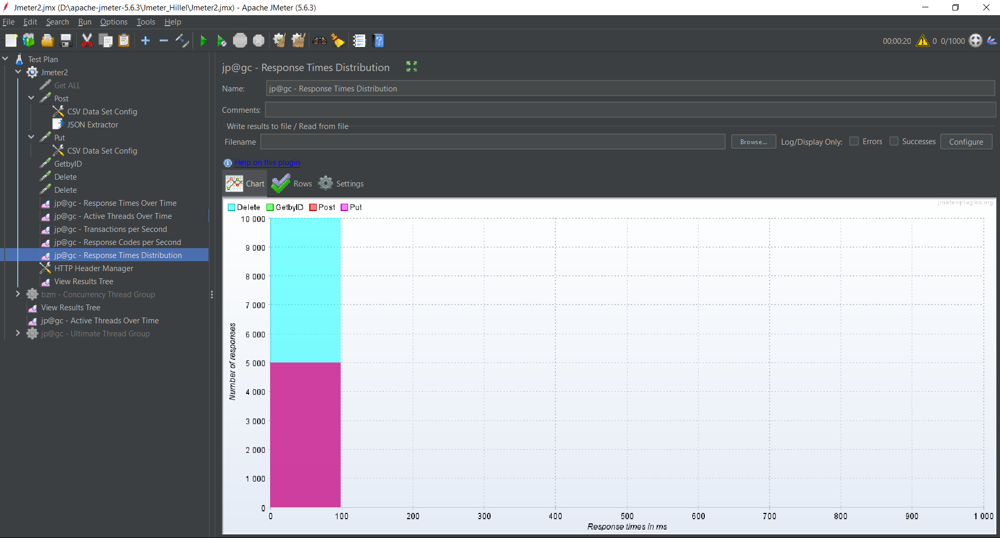 Jmeter2.jmx (D:\apache-jmeter-5.6.3\Jmeter_Hillel\Jmeter2.jmx) - Apache JMeter (5.6.3)
File Edit Search Run Options Tools Help
STOP
00:00:20 0 0/1000
Test Plan
Jmeter2
Get ALL
Post
CSV Data Set Config
JSON Extractor
Put
CSV Data Set Config
GetbyID
Delete
Delete
jp@gc - Response Times Over Time
jp@gc - Active Threads Over Time
jp@gc - Transactions per Second
jp@gc - Response Codes per Second
jp@gc - Response Times Distribution
HTTP Header Manager
View Results Tree
bzm - Concurrency Thread Group
View Results Tree
jp@gc - Active Threads Over Time
jp@gc - Ultimate Thread Group
jp@gc - Response Times Distribution
Name: jp@gc - Response Times Distribution
Comments:
Write results to file / Read from file
Filename Browse... Log/Display Only: Errors Successes Configure
Help on this plugin
Chart Rows Settings
jmeter-plugins.org
Delete GetbyID Post Put
10 000
9 000
8 000
7 000
6 000
5 000
4 000
3 000
2 000
1 000
0
Number of responses
0 100 200 300 400 500 600 700 800 900 1 000
Response times in ms